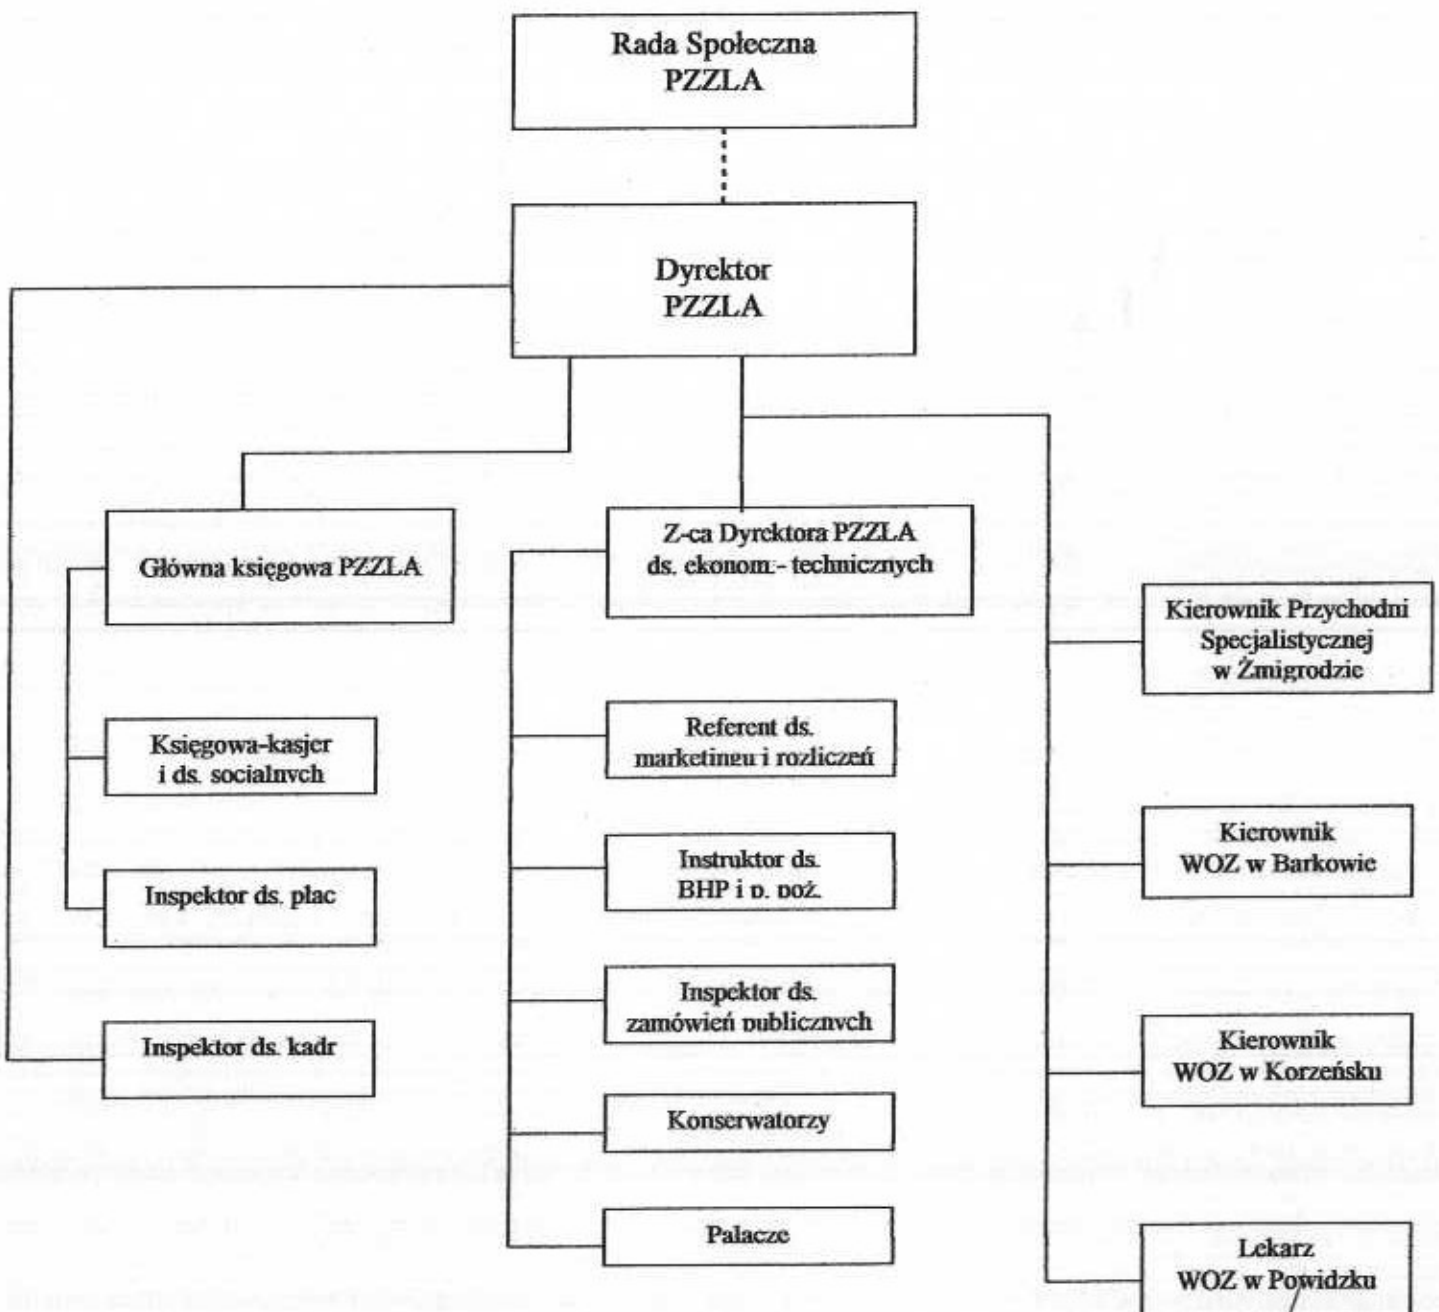 Rada Społeczna
PZZLA
Dyrektor
PZZLA
Główna księgowa PZZLA
Z-ca Dyrektora PZZLA
ds. ekonom.- technicznych
Kierownik Przychodni
Specjalistycznej
w Żmigrodzie
Księgowa-kasjer
i ds. socjalnych
Referent ds.
marketingu i rozliczeń
Kierownik
WOZ w Barkowie
Inspektor ds. płac
Instruktor ds.
BHP i p. poż.
Inspektor ds.
zamówień publicznych
Inspektor ds. kadr
Kierownik
WOZ w Korzeńsku
Konserwatorzy
Palacze
Lekarz
WOZ w Powidzku